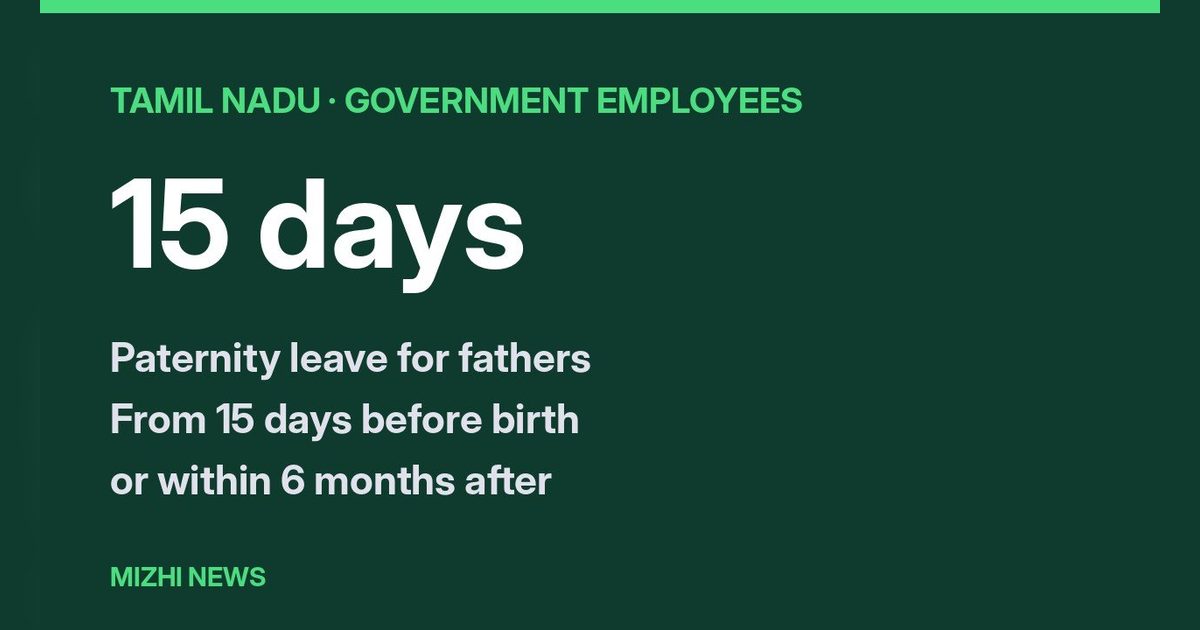 TAMIL NADU · GOVERNMENT EMPLOYEES
15 days
Paternity leave for fathers
From 15 days before birth
or within 6 months after
MIZHI NEWS